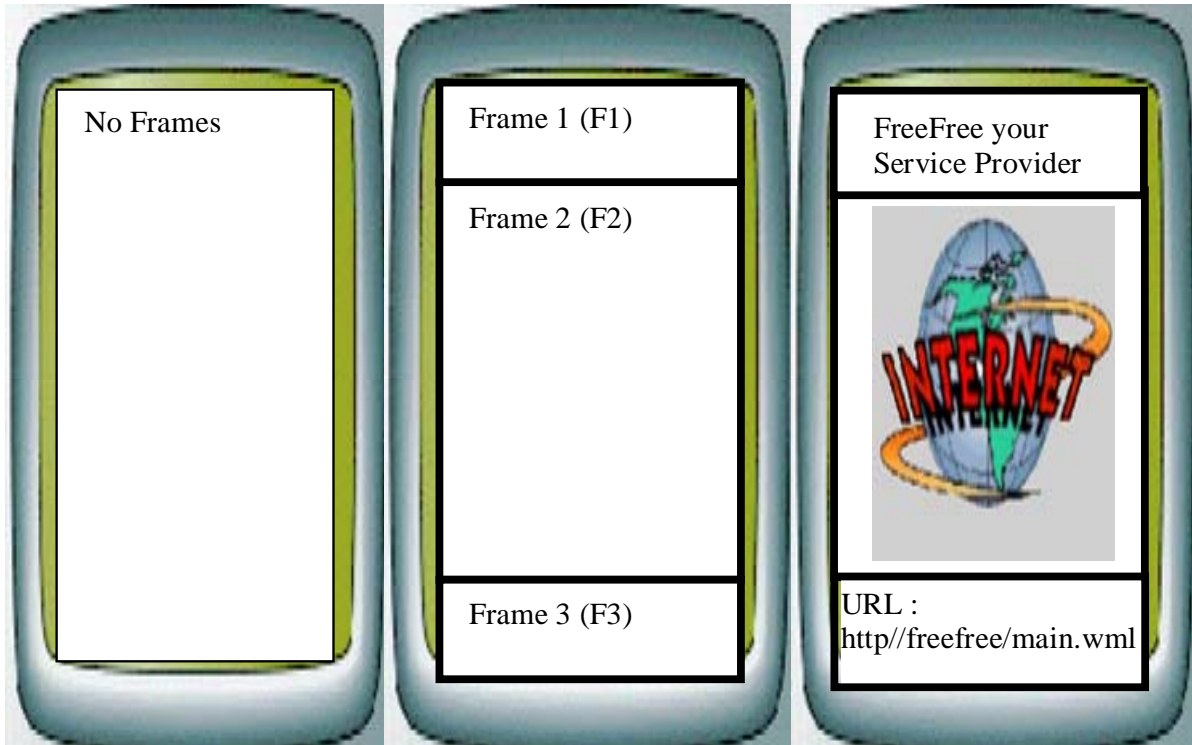 No Frames
Frame 1 (F1)
Frame 2 (F2)
Frame 3 (F3)
FreeFree your
Service Provider
INTERNET
URL :
http//freefree/main.wml